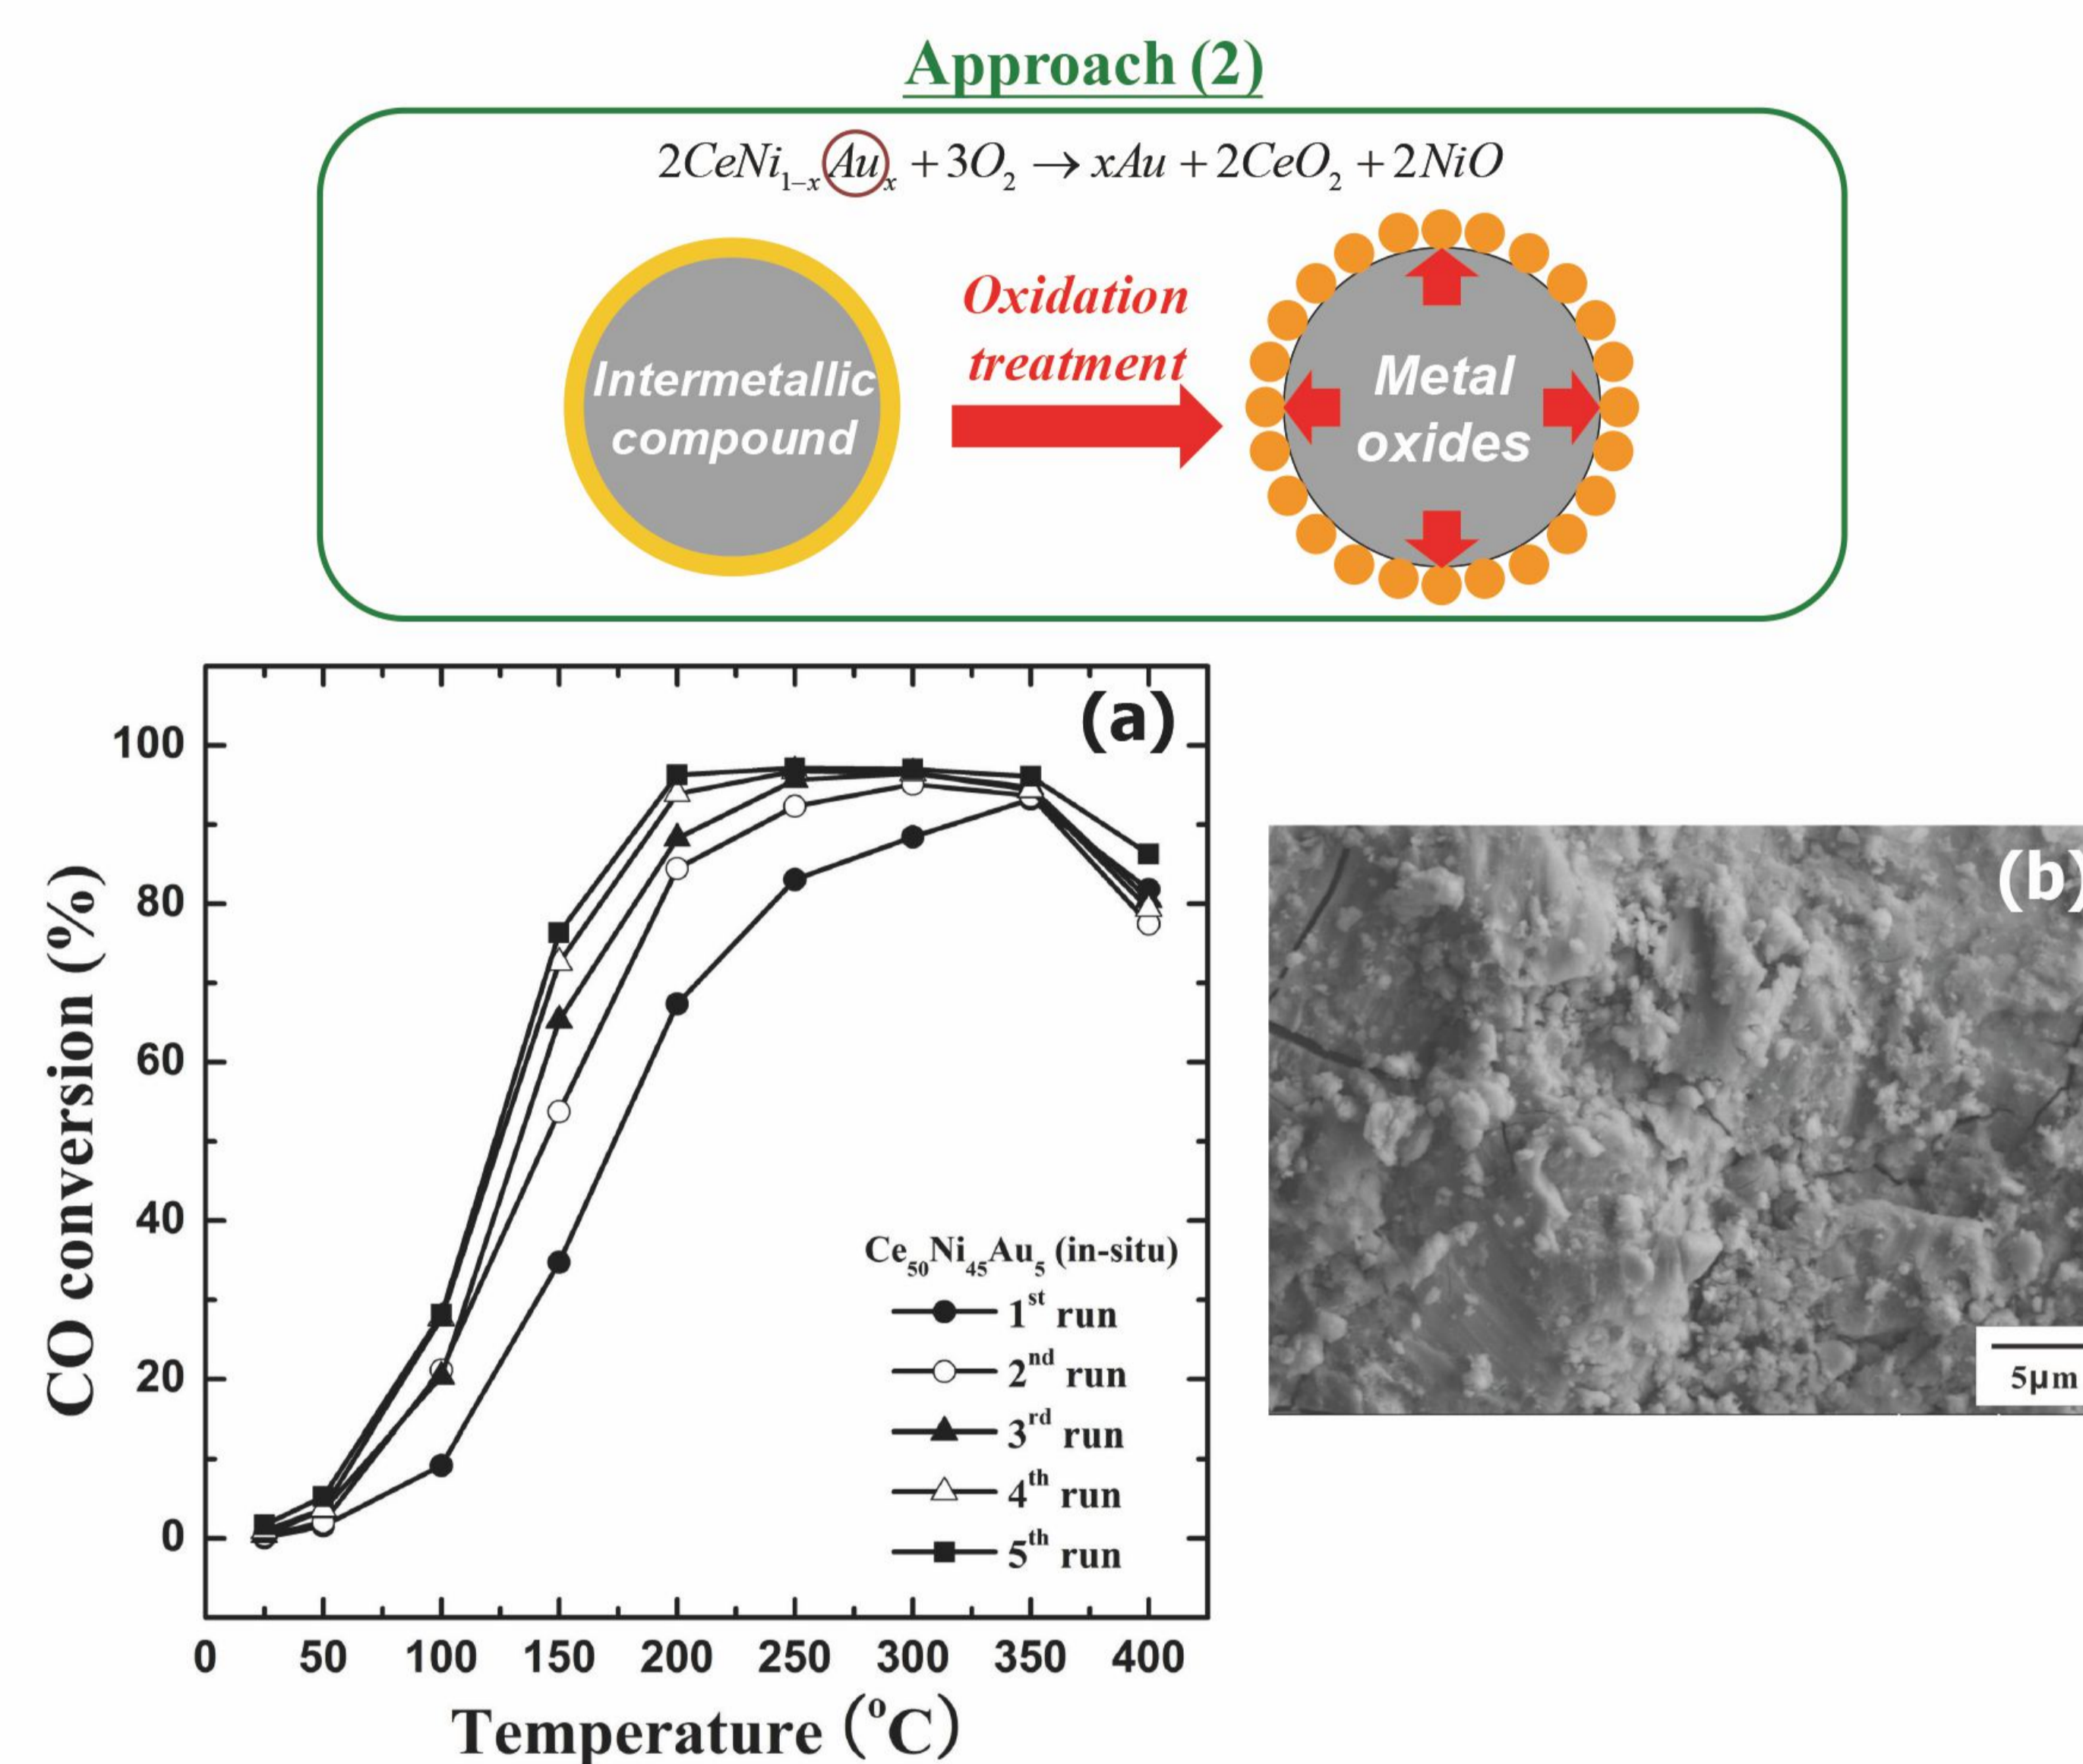 Approach (2)
2CeNi₁₋ₓAuₓ + 3O₂ → xAu + 2CeO₂ + 2NiO
Intermetallic
compound
Oxidation
treatment
Metal
oxides
(a)
100
80
60
40
20
0
CO conversion (%)
Ce₅₀Ni₄₅Au₅ (in-situ)
1st run
2nd run
3rd run
4th run
5th run
0 50 100 150 200 250 300 350 400
Temperature (°C)
(b)
5μm